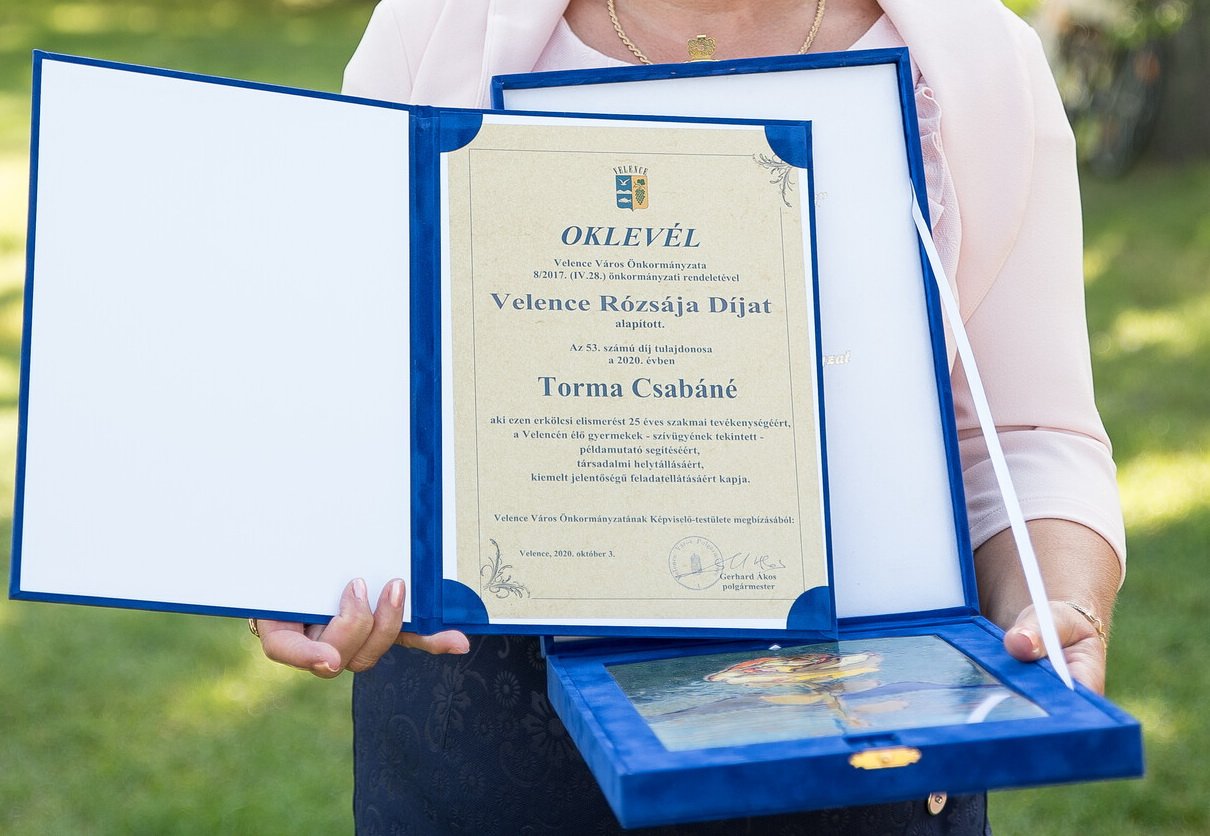 VELENCE
OKLEVÉL
Velence Város Önkormányzata
8/2017. (IV.28.) önkormányzati rendeletével
Velence Rózsája Díjat
alapított.
Az 53. számú díj tulajdonosa
a 2020. évben
Torma Csabáné
aki ezen erkölcsi elismerést 25 éves szakmai tevékenységéért,
a Velencén élő gyermekek - szívügyének tekintett -
példamutató segítéséért,
társadalmi helytállásáért,
kiemelt jelentőségű feladatellátásáért kapja.
Velence Város Önkormányzatának Képviselő-testülete megbízásából:
Velence, 2020. október 3.
Gerhard Ákos
polgármester